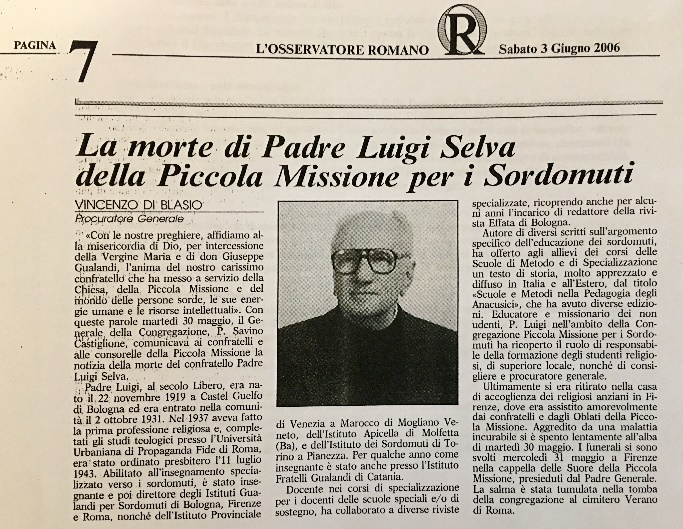 PAGINA 7 L'OSSERVATORE ROMANO R Sabato 3 Giugno 2006
La morte di Padre Luigi Selva
della Piccola Missione per i Sordomuti
VINCENZO DI BLASIO
Procuratore Generale
«Con le nostre preghiere, affidiamo al-
la misericordia di Dio, per intercessione
della Vergine Maria e di don Giuseppe
Gualandi, l'anima del nostro carissimo
confratello che ha messo a servizio della
Chiesa, della Piccola Missione e del
mondo delle persone sorde, le sue ener-
gie umane e le risorse intellettuali». Con
queste parole martedì 30 maggio, il Ge-
nerale della Congregazione, P. Savino
Castiglione, comunicava ai confratelli e
alle consorelle della Piccola Missione la
notizia della morte del confratello Padre
Luigi Selva.
Padre Luigi, al secolo Libero, era na-
to il 22 novembre 1919 a Castel Guelfo
di Bologna ed era entrato nella comuni-
tà il 2 ottobre 1931. Nel 1937 aveva fatto
la prima professione religiosa e, comple-
tati gli studi teologici presso l'Università
Urbaniana di Propaganda Fide di Roma,
era stato ordinato presbitero l'11 luglio
1943. Abilitato all'insegnamento specia-
lizzato verso i sordomuti, è stato inse-
gnante e poi direttore degli Istituti Gua-
landi per Sordomuti di Bologna, Firenze
e Roma, nonché dell'Istituto Provinciale
di Venezia a Marocco di Mogliano Ve-
neto, dell'Istituto Apicella di Molfetta
(Ba), e dell'Istituto dei Sordomuti di To-
rino a Pianezza. Per qualche anno come
insegnante è stato anche presso l'Istituto
Fratelli Gualandi di Catania.
Docente nei corsi di specializzazione
per i docenti delle scuole speciali e/o di
sostegno, ha collaborato a diverse riviste
specializzate, ricoprendo anche per alcu-
ni anni l'incarico di redattore della rivi-
sta Effata di Bologna.
Autore di diversi scritti sull'argomento
specifico dell'educazione dei sordomuti,
ha offerto agli allievi dei corsi delle
Scuole di Metodo e di Specializzazione
un testo di storia, molto apprezzato e
diffuso in Italia e all'Estero, dal titolo
«Scuole e Metodi nella Pedagogia degli
Anacusici», che ha avuto diverse edizio-
ni. Educatore e missionario dei non
udenti, P. Luigi nell'ambito della Con-
gregazione Piccola Missione per i Sordo-
muti ha ricoperto il ruolo di responsabi-
le della formazione degli studenti religio-
si, di superiore locale, nonché di consi-
gliere e procuratore generale.
Ultimamente si era ritirato nella casa
di accoglienza dei religiosi anziani in Fi-
renze, dove era assistito amorevolmente
dai confratelli e dagli Oblati della Picco-
la Missione. Aggredito da una malattia
incurabile si è spento lentamente all'alba
di martedì 30 maggio. I funerali si sono
svolti mercoledì 31 maggio a Firenze
nella cappella delle Suore della Piccola
Missione, presieduti dal Padre Generale.
La salma è stata tumulata nella tomba
della congregazione al cimitero Verano
di Roma.